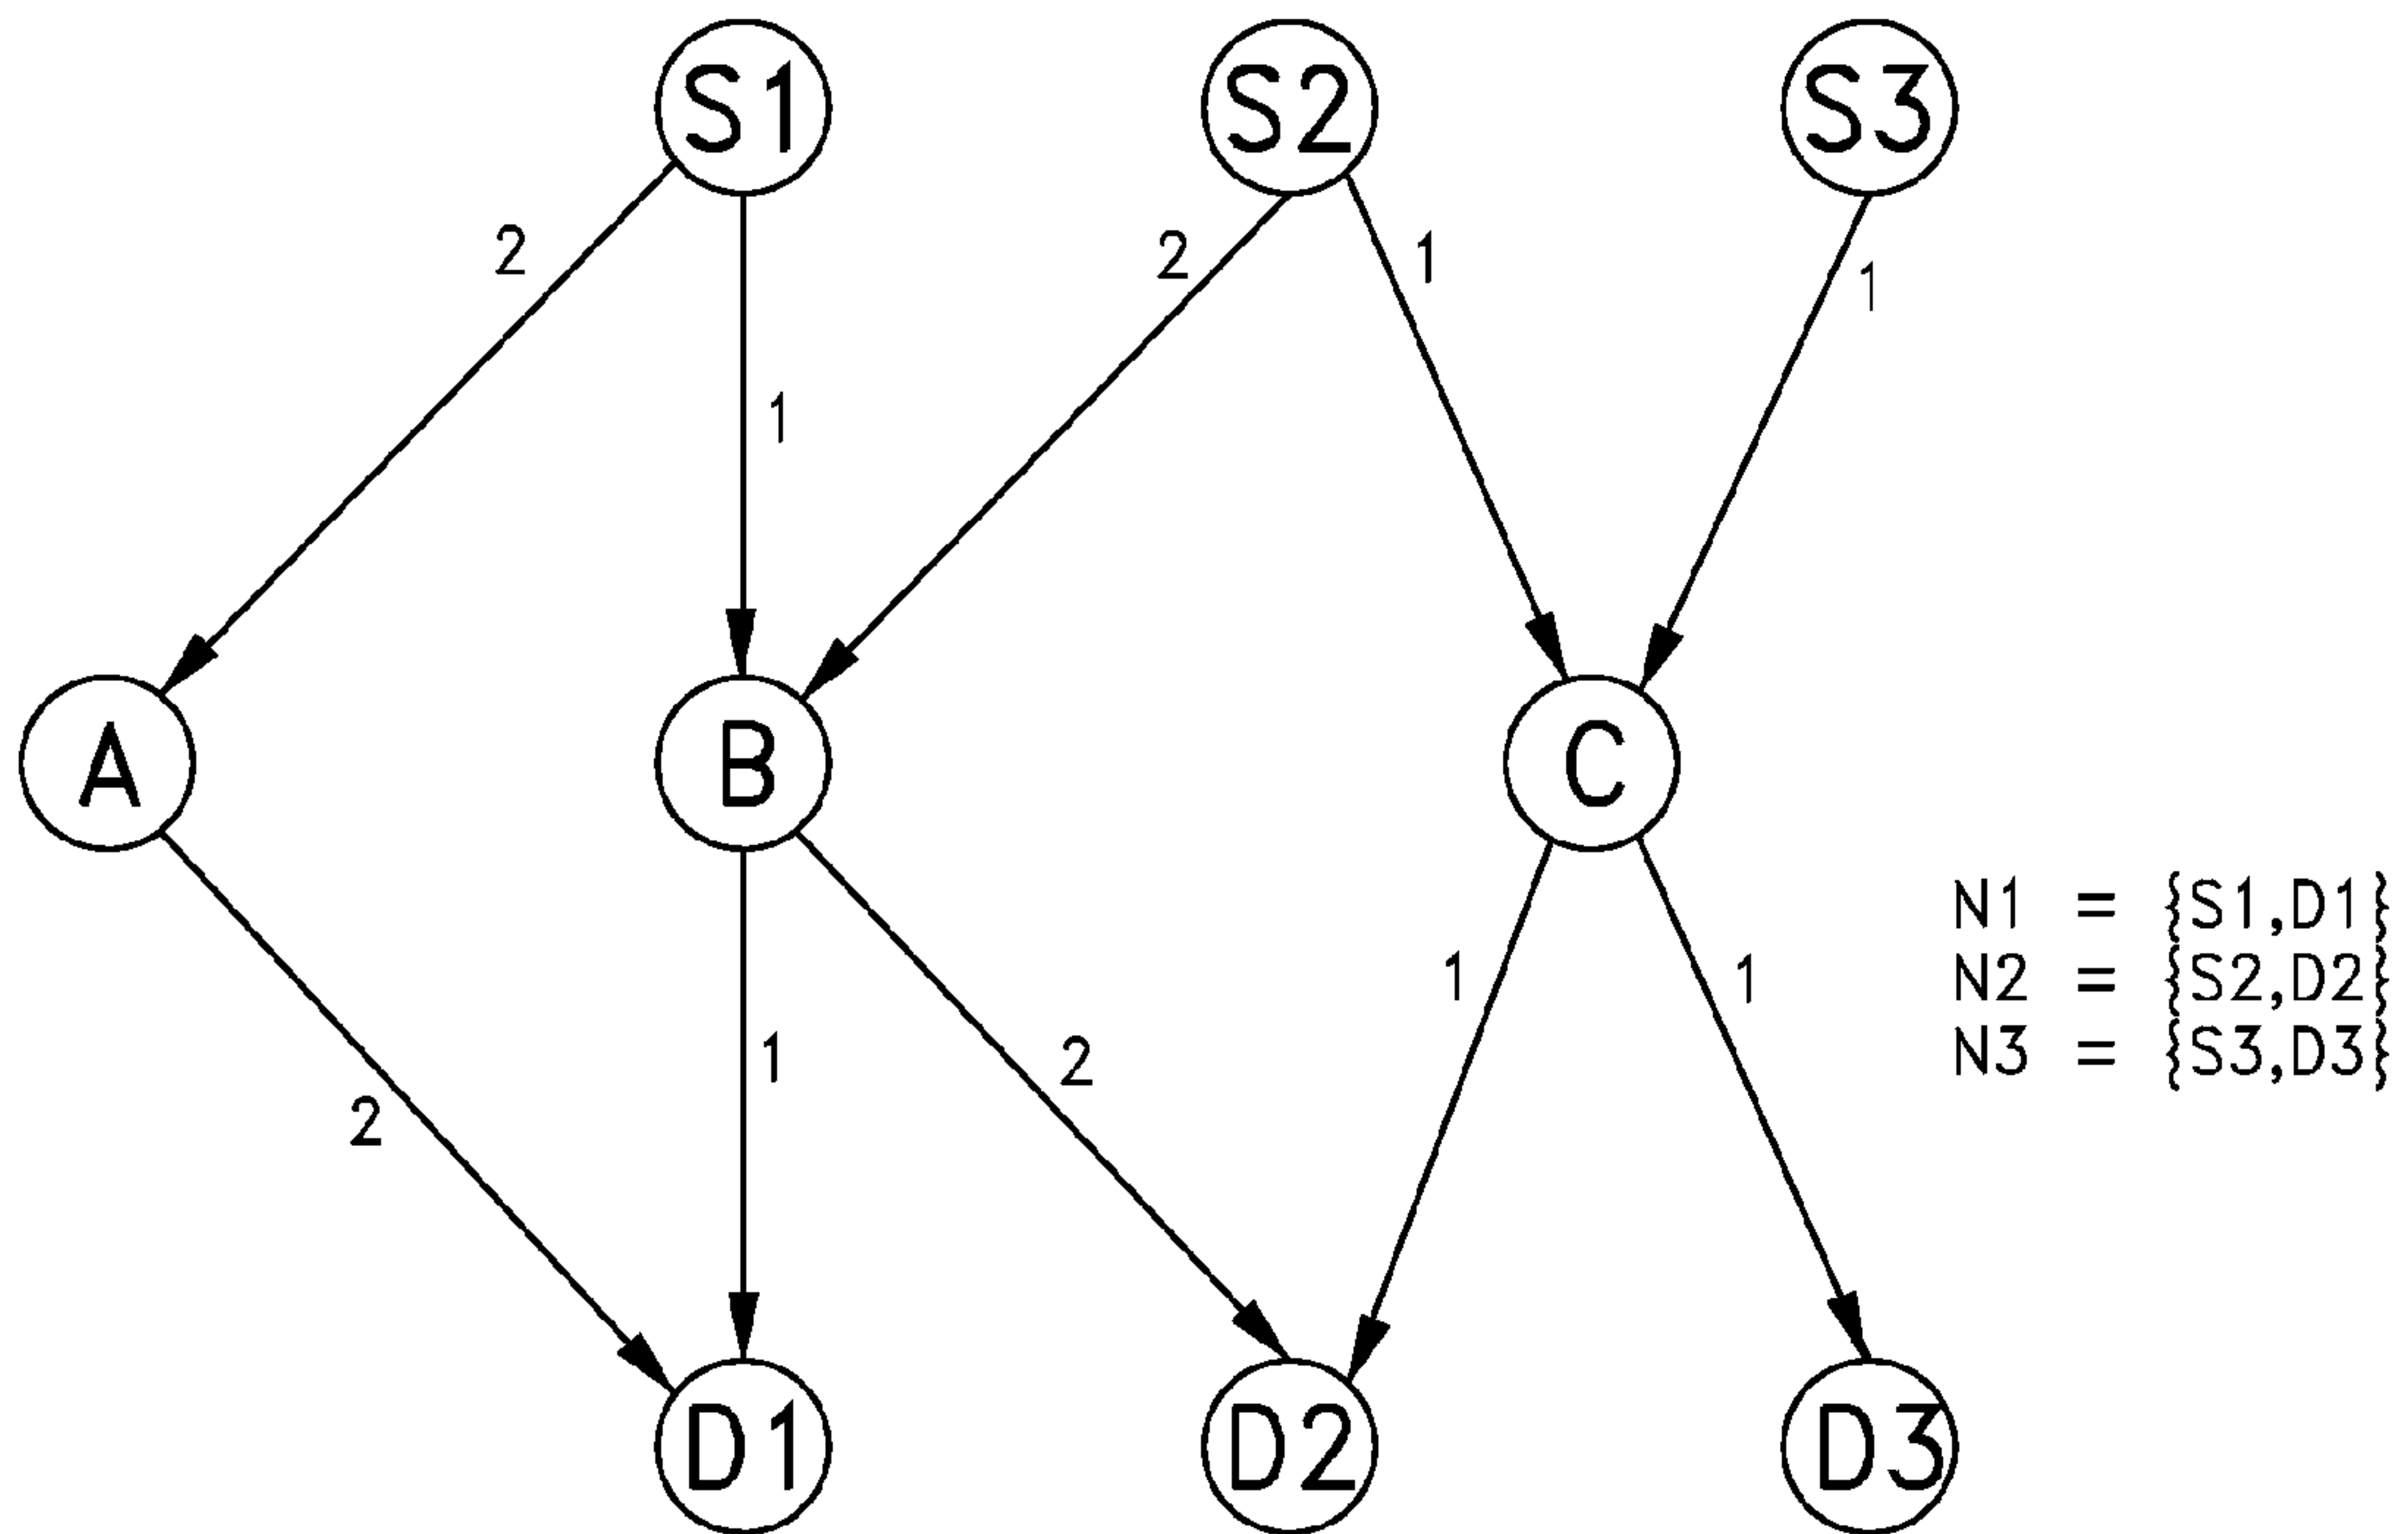 S1 S2 S3
2 2 1
1
1
A B C
N1 = {S1,D1}
1 1 N2 = {S2,D2}
1 2 N3 = {S3,D3}
2
D1 D2 D3